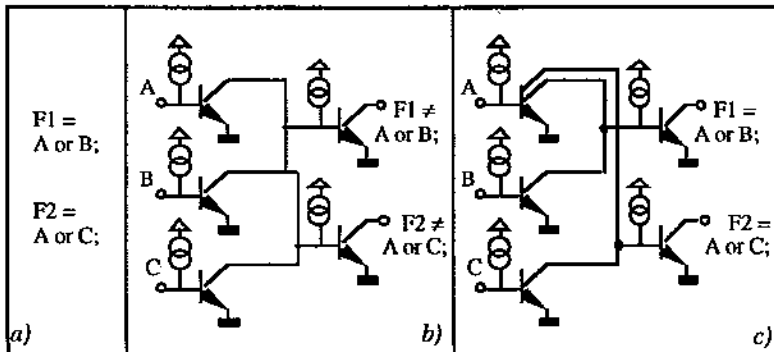 F1 =
A or B;
F2 =
A or C;
a)
A
B
C
F1 ≠
A or B;
F2 ≠
A or C;
b)
A
B
C
F1 =
A or B;
F2 =
A or C;
c)